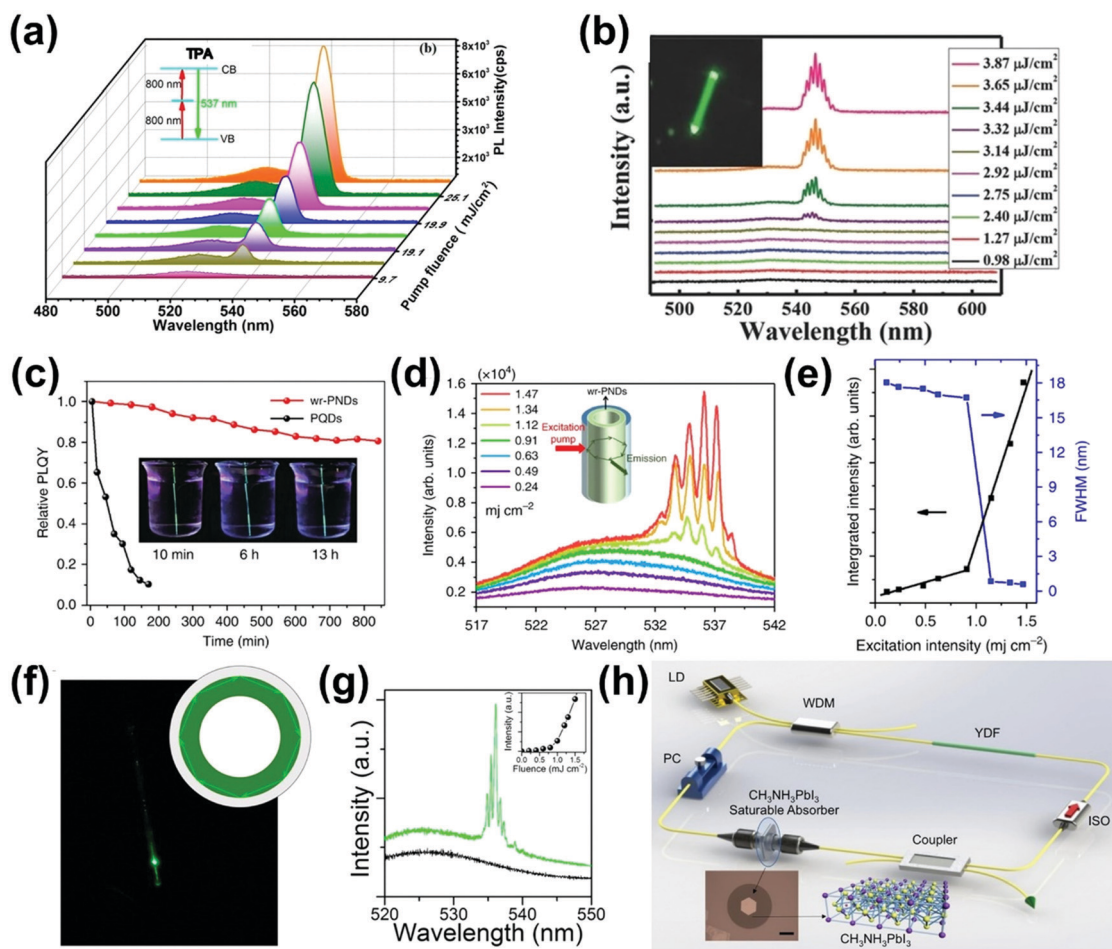 (a)
(b)
TPA
CB
800 nm
537 nm
800 nm
VB
8x10³
6x10³
5x10³
3x10³
2x10³
PL Intensity(cps)
25.1
19.9
19.1
9.7
Pump fluence ( mJ/cm²)
480 500 520 540 560 580
Wavelength (nm)
(b)
Intensity (a.u.)
3.87 μJ/cm²
3.65 μJ/cm²
3.44 μJ/cm²
3.32 μJ/cm²
3.14 μJ/cm²
2.92 μJ/cm²
2.75 μJ/cm²
2.40 μJ/cm²
1.27 μJ/cm²
0.98 μJ/cm²
500 520 540 560 580 600
Wavelength (nm)
(c)
Relative PLQY
1.0
0.8
0.6
0.4
0.2
0.0
wr-PNDs
PQDs
10 min 6 h 13 h
0 100 200 300 400 500 600 700 800
Time (min)
(d)
(×10⁴)
Intensity (arb. units)
1.6
1.4
1.2
1.0
0.8
0.6
0.4
0.2
1.47
1.34
1.12
0.91
0.63
0.49
0.24
mj cm⁻²
wr-PNDs
Excitation
pump
Emission
517 522 527 532 537 542
Wavelength (nm)
(e)
Intergrated intensity (arb. units)
18
15
12
9
6
3
0
FWHM (nm)
0.0 0.5 1.0 1.5
Excitation intensity (mj cm⁻²)
(f)
(g)
Intensity (a.u.)
Intensity (a.u.)
0.0 0.5 1.0 1.5
Fluence (mJ cm⁻²)
520 530 540 550
Wavelength (nm)
(h)
LD
WDM
YDF
PC
CH₃NH₃PbI₃
Saturable Absorber
ISO
Coupler
CH₃NH₃PbI₃